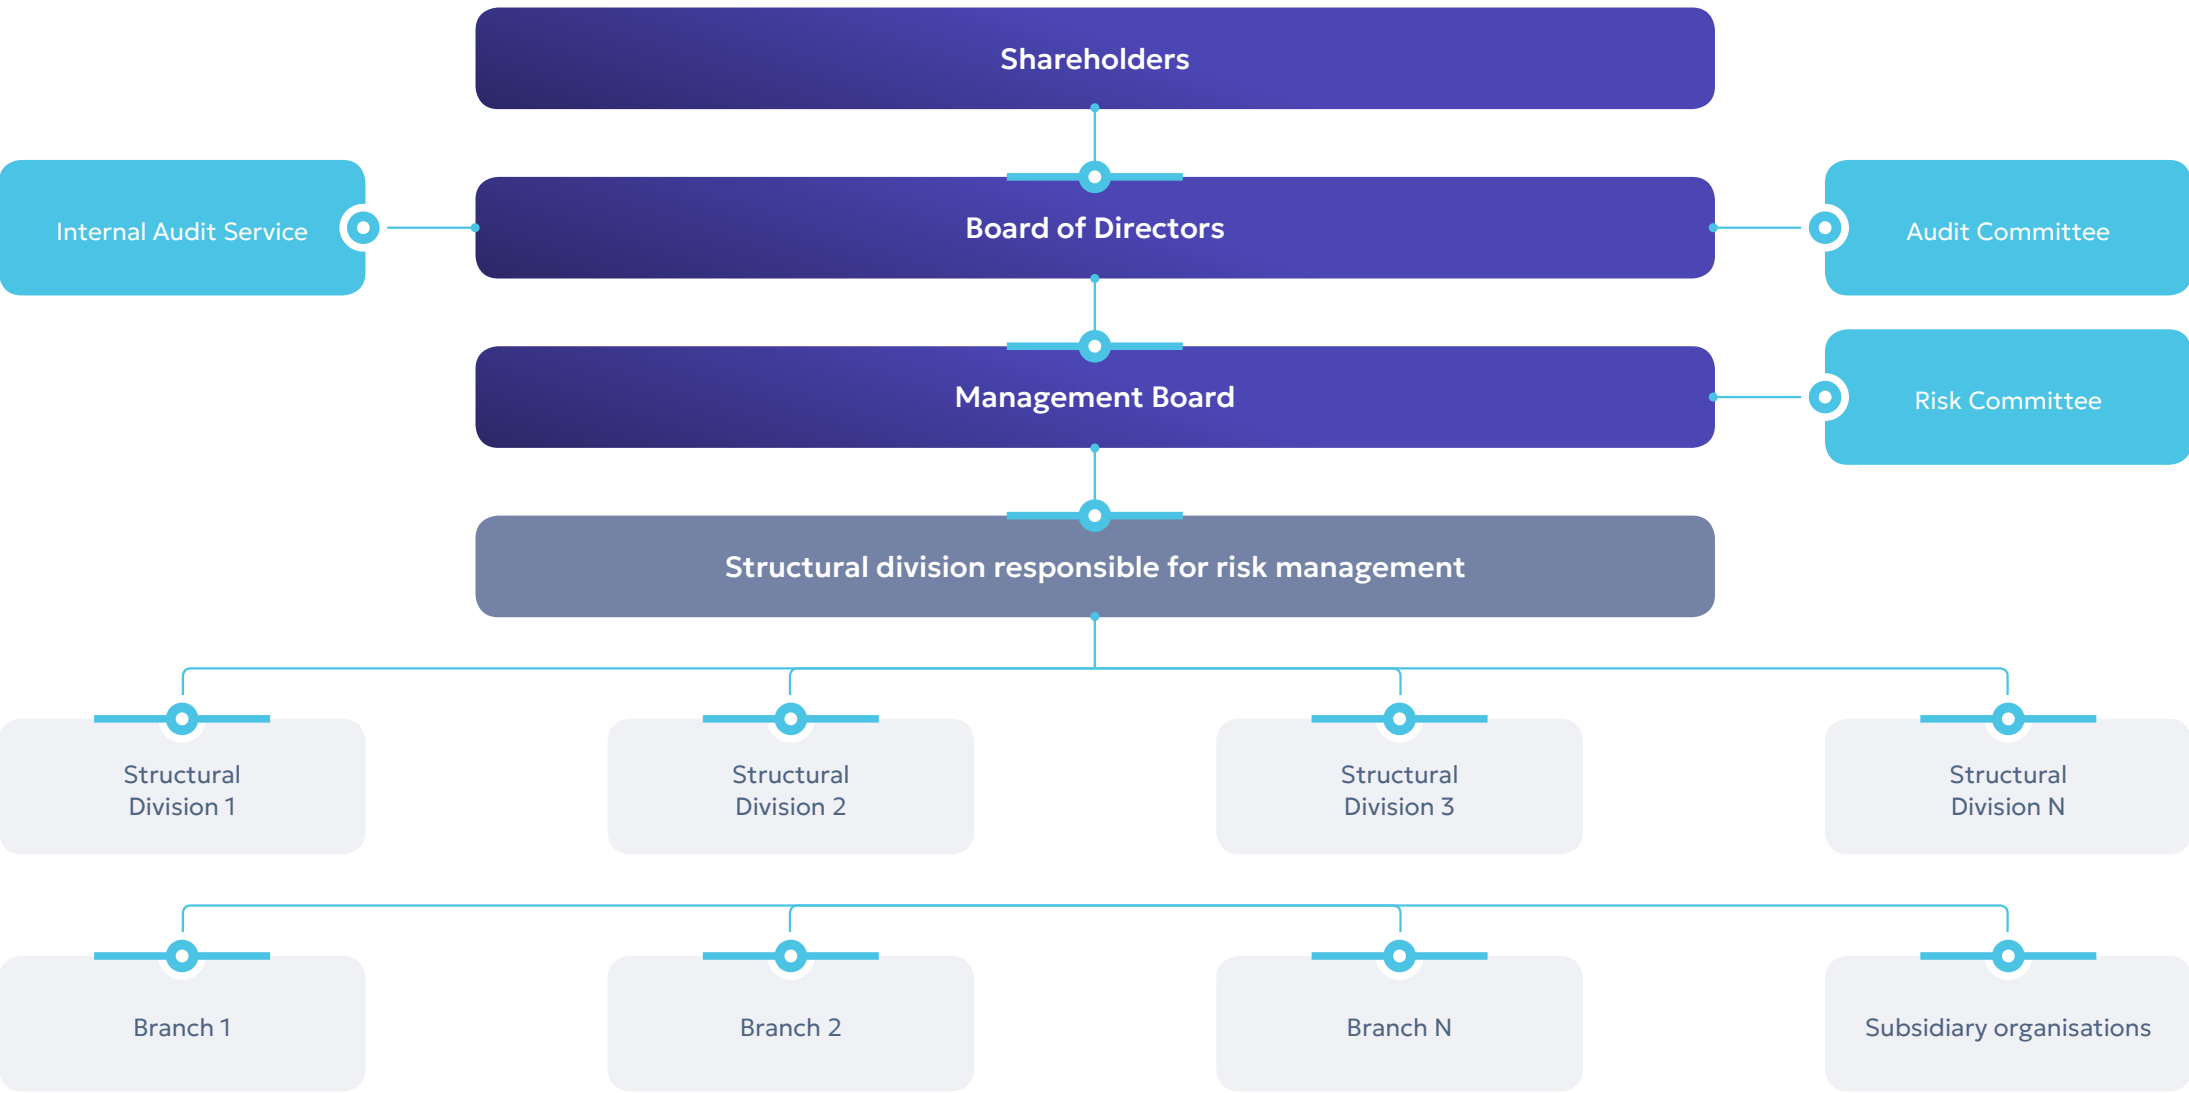 Shareholders
Internal Audit Service
Board of Directors
Audit Committee
Management Board
Risk Committee
Structural division responsible for risk management
Structural
Division 1
Structural
Division 2
Structural
Division 3
Structural
Division N
Branch 1
Branch 2
Branch N
Subsidiary organisations